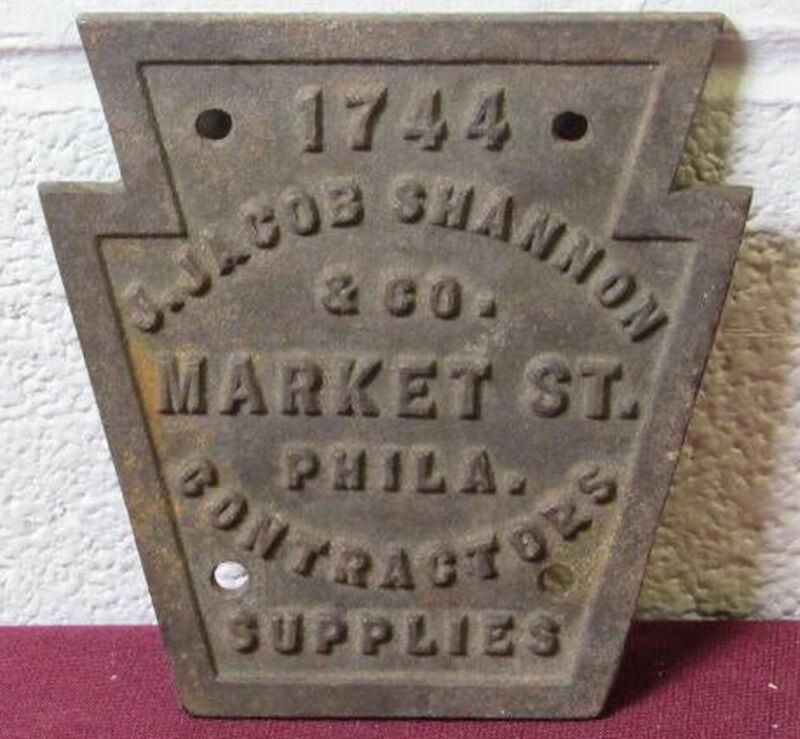 1744
J. JACOB SHANNON
& CO.
MARKET ST.
PHILA.
CONTRACTORS
SUPPLIES